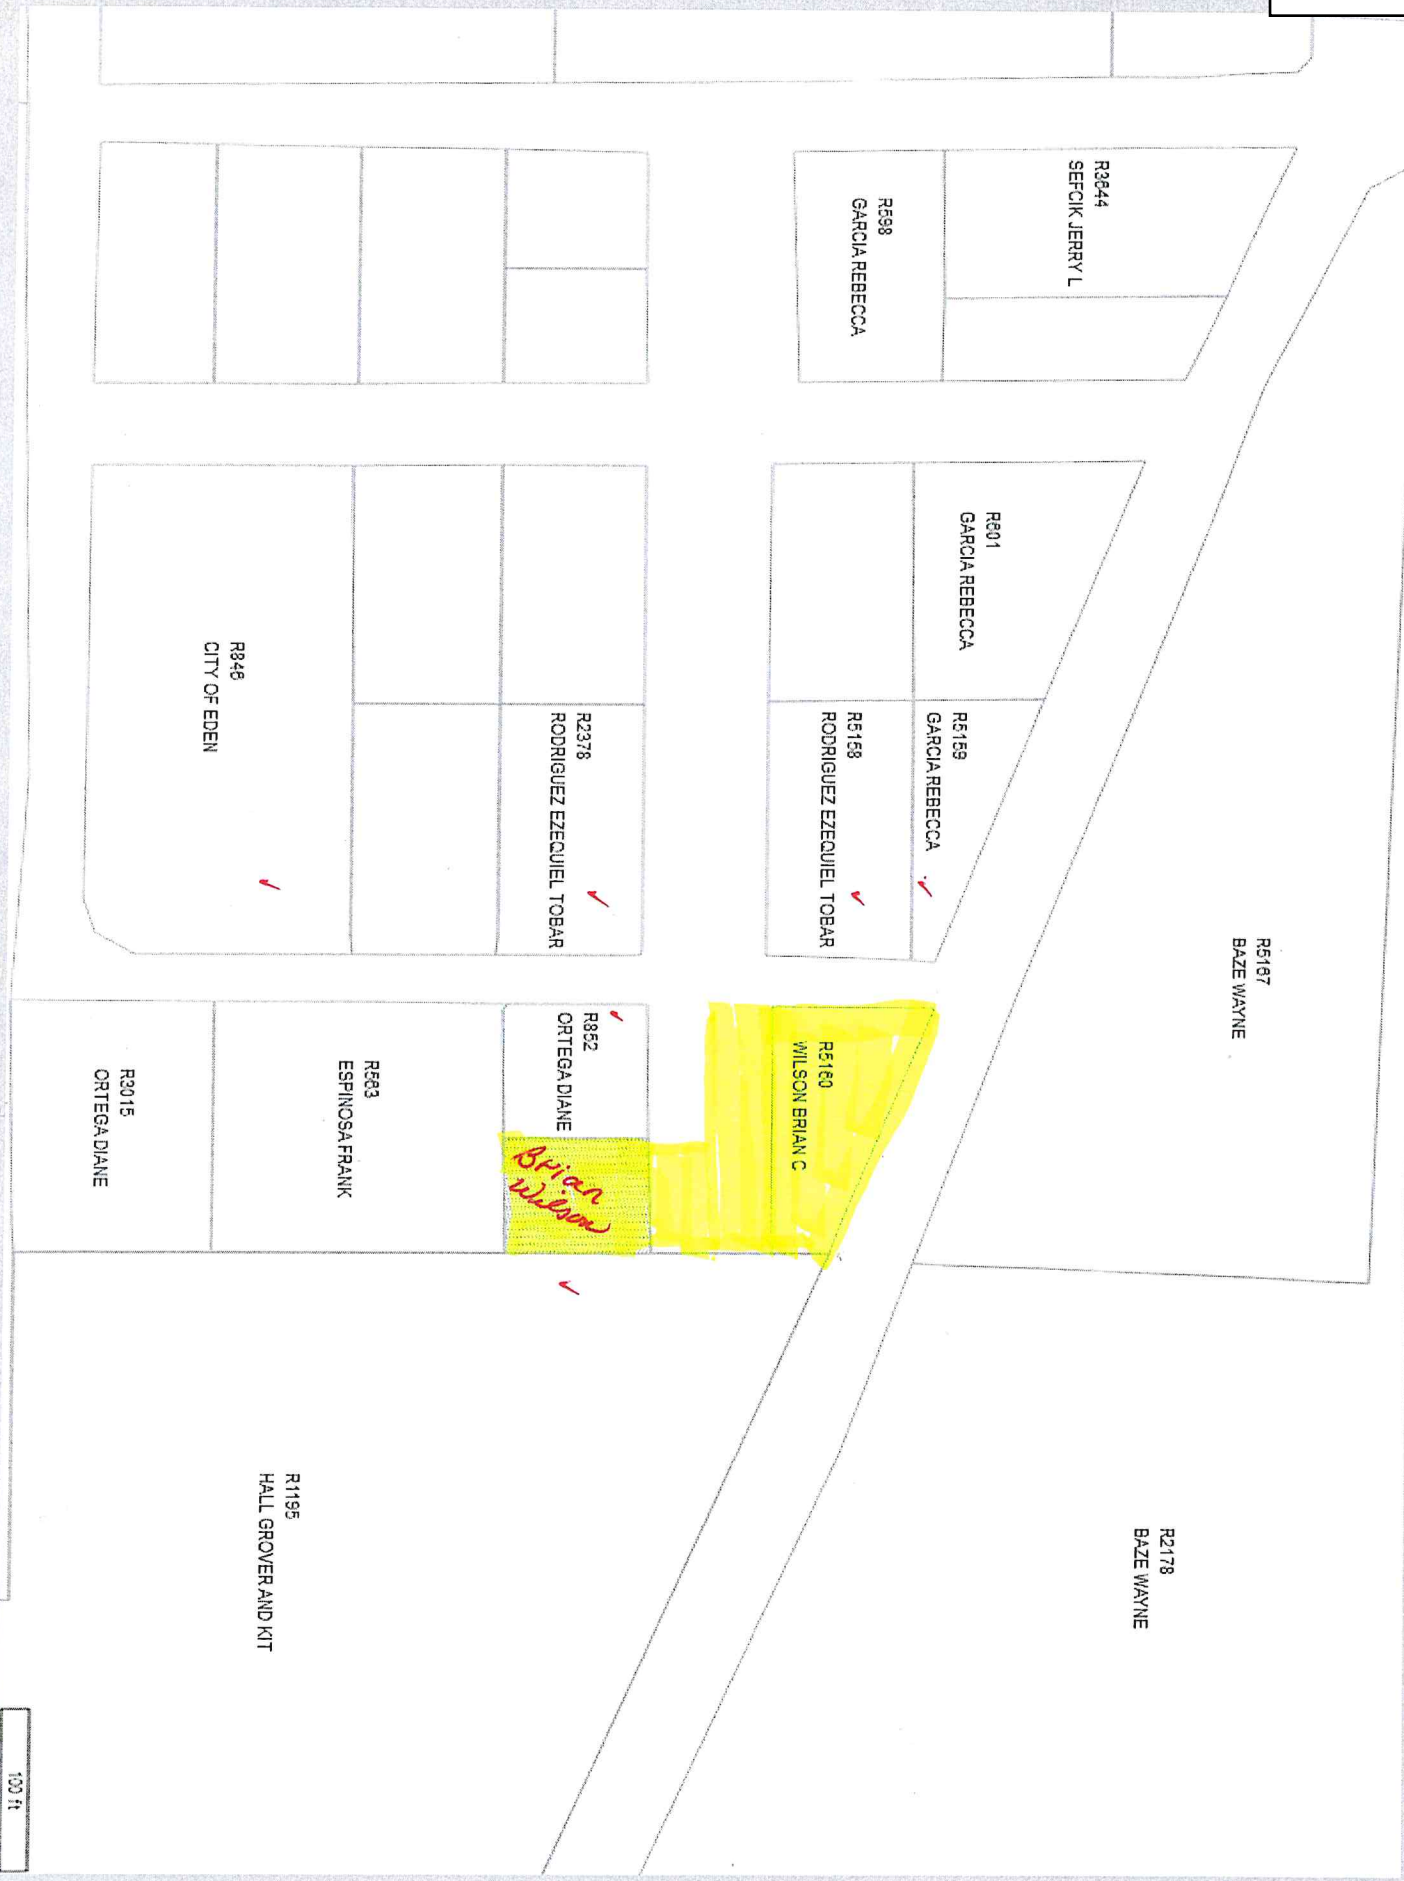 R5167
BAZE WAYNE
R2178
BAZE WAYNE
R3644
SEFCIK JERRY L
R601
GARCIA REBECCA
R5159
GARCIA REBECCA
R598
GARCIA REBECCA
R5158
RODRIGUEZ EZEQUIEL TOBAR
R5160
WILSON BRIAN C
R2378
RODRIGUEZ EZEQUIEL TOBAR
R852
ORTEGA DIANE
Brian
Wilson
R563
ESPINOSA FRANK
R1195
HALL GROVER AND KIT
R846
CITY OF EDEN
R3015
ORTEGA DIANE
100 ft